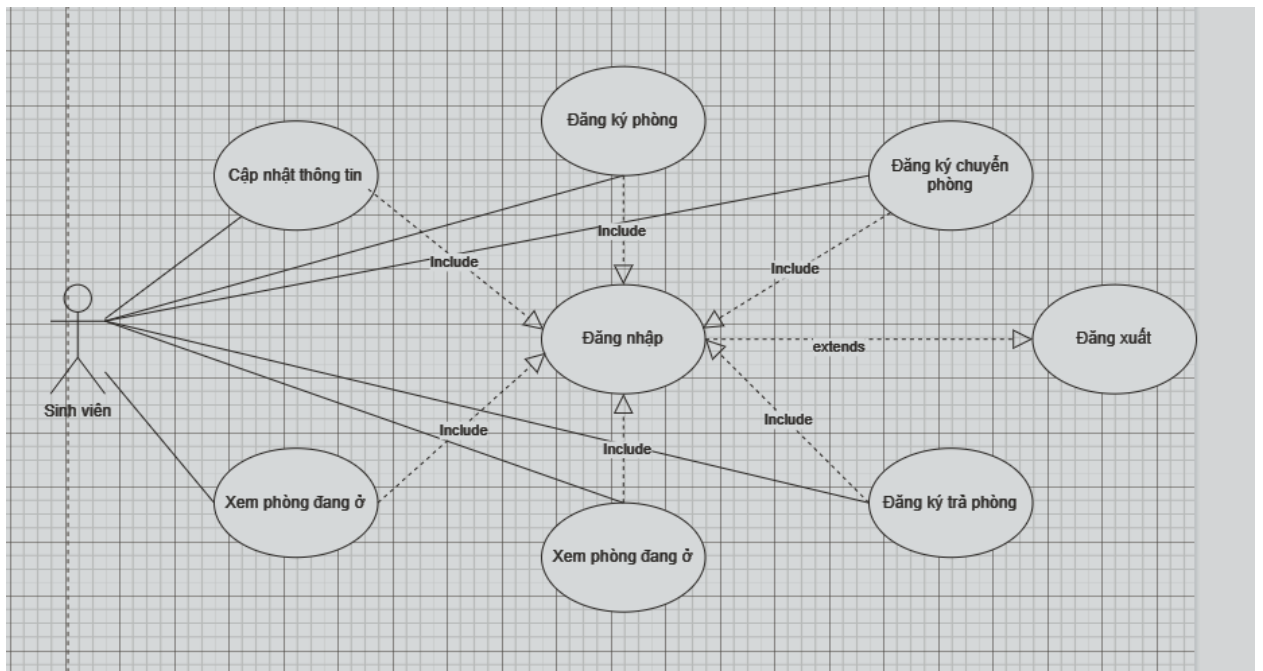 Đăng ký phòng
Cập nhật thông tin
Đăng ký chuyển
phòng
Include
Include
Include
Đăng nhập
extends
Đăng xuất
Sinh viên
Include
Include
Include
Xem phòng đang ở
Xem phòng đang ở
Đăng ký trả phòng